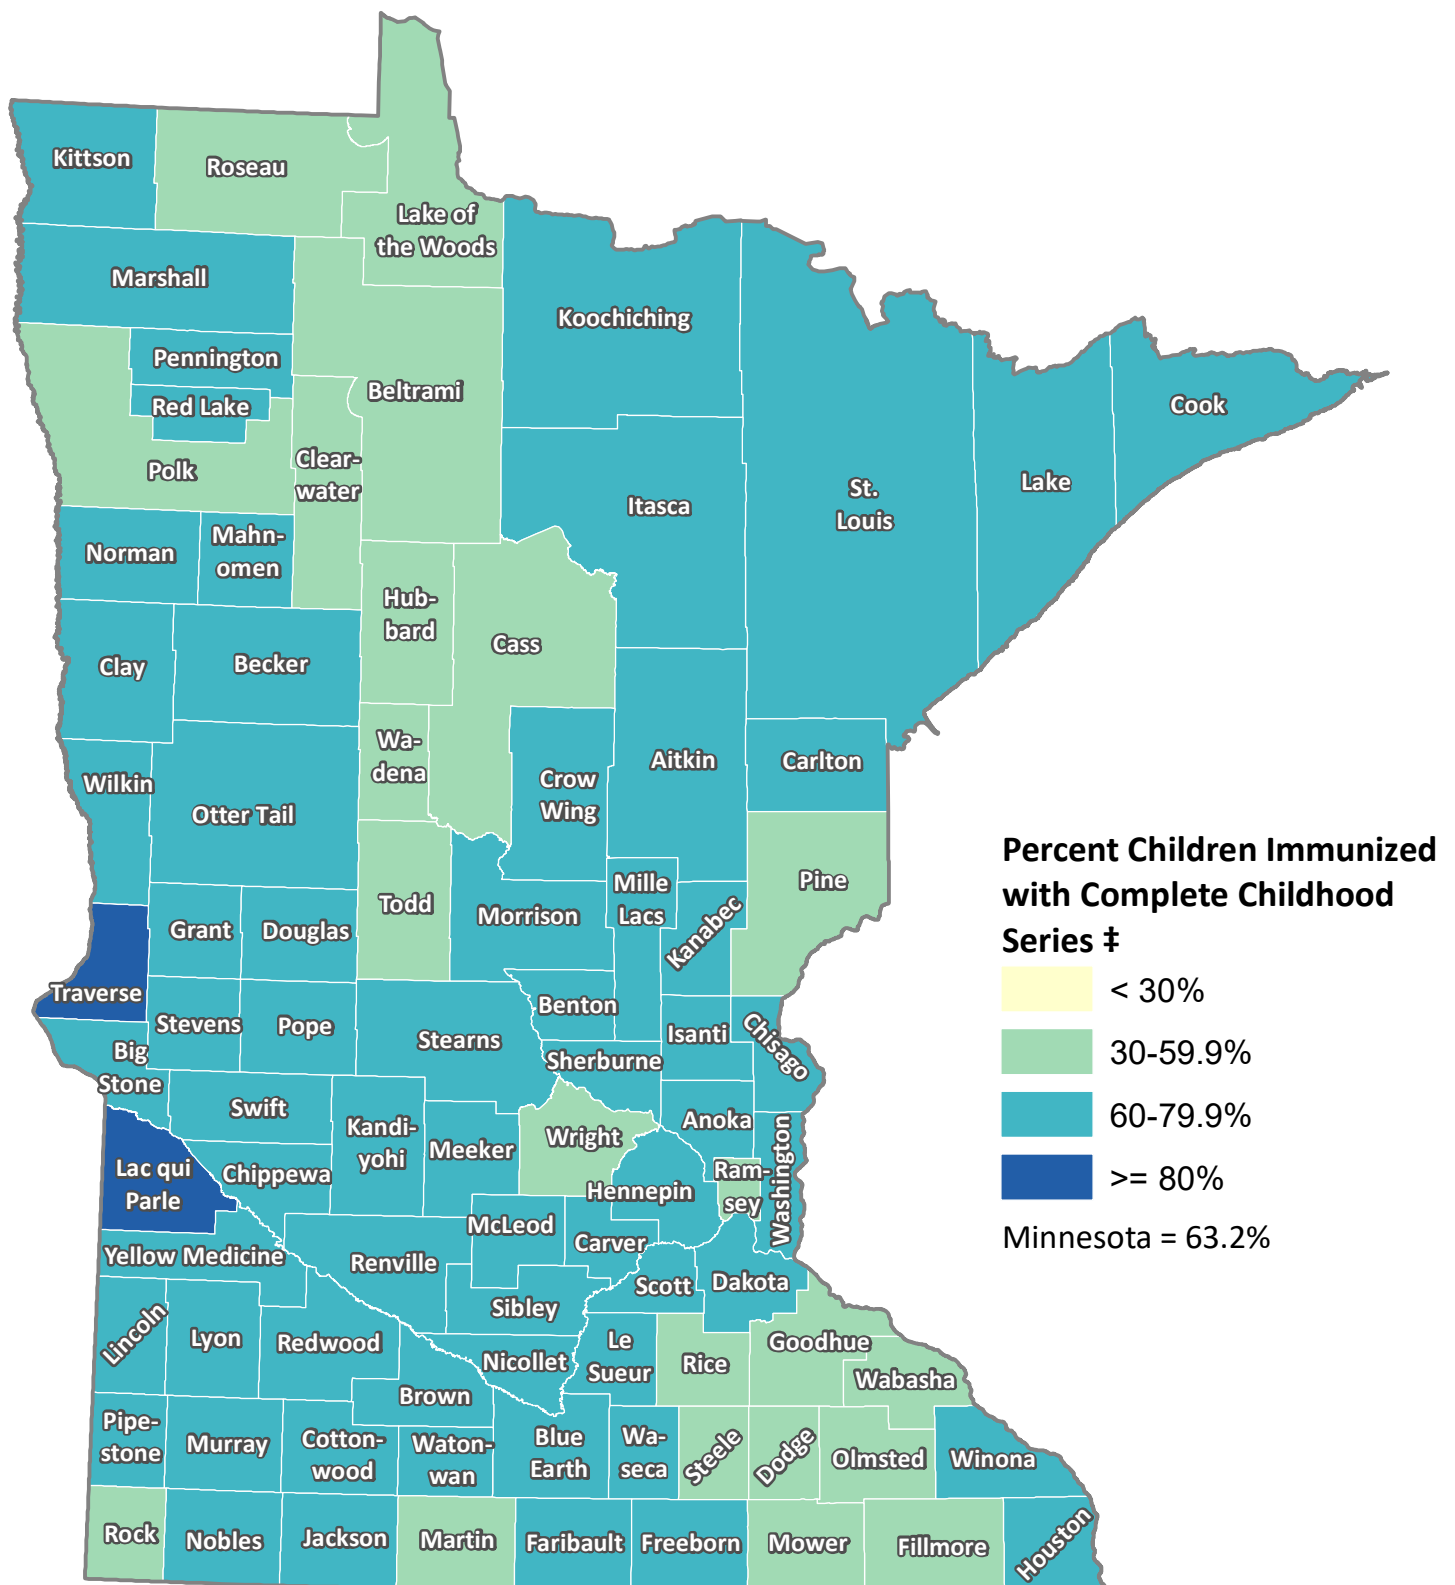 Kittson
Roseau
Lake of
the Woods
Marshall
Koochiching
Pennington
Beltrami
Red Lake
Cook
Polk
Clear-
water
Itasca
St.
Louis
Lake
Norman
Mahn-
omen
Hub-
bard
Cass
Clay
Becker
Wa-
dena
Crow
Wing
Aitkin
Carlton
Wilkin
Otter Tail
Todd
Morrison
Mille
Lacs
Kanabec
Pine
Grant
Douglas
Traverse
Stevens
Pope
Stearns
Benton
Isanti
Chisago
Big
Stone
Sherburne
Swift
Kandi-
yohi
Meeker
Wright
Anoka
Washington
Lac qui
Parle
Chippewa
Hennepin
Ram-
sey
McLeod
Carver
Yellow Medicine
Renville
Scott
Dakota
Sibley
Lincoln
Lyon
Redwood
Nicollet
Le
Sueur
Rice
Goodhue
Wabasha
Brown
Pipe-
stone
Murray
Cotton-
wood
Waton-
wan
Blue
Earth
Wa-
seca
Steele
Dodge
Olmsted
Winona
Rock
Nobles
Jackson
Martin
Faribault
Freeborn
Mower
Fillmore
Houston
Percent Children Immunized
with Complete Childhood
Series ‡
< 30%
30-59.9%
60-79.9%
>= 80%
Minnesota = 63.2%